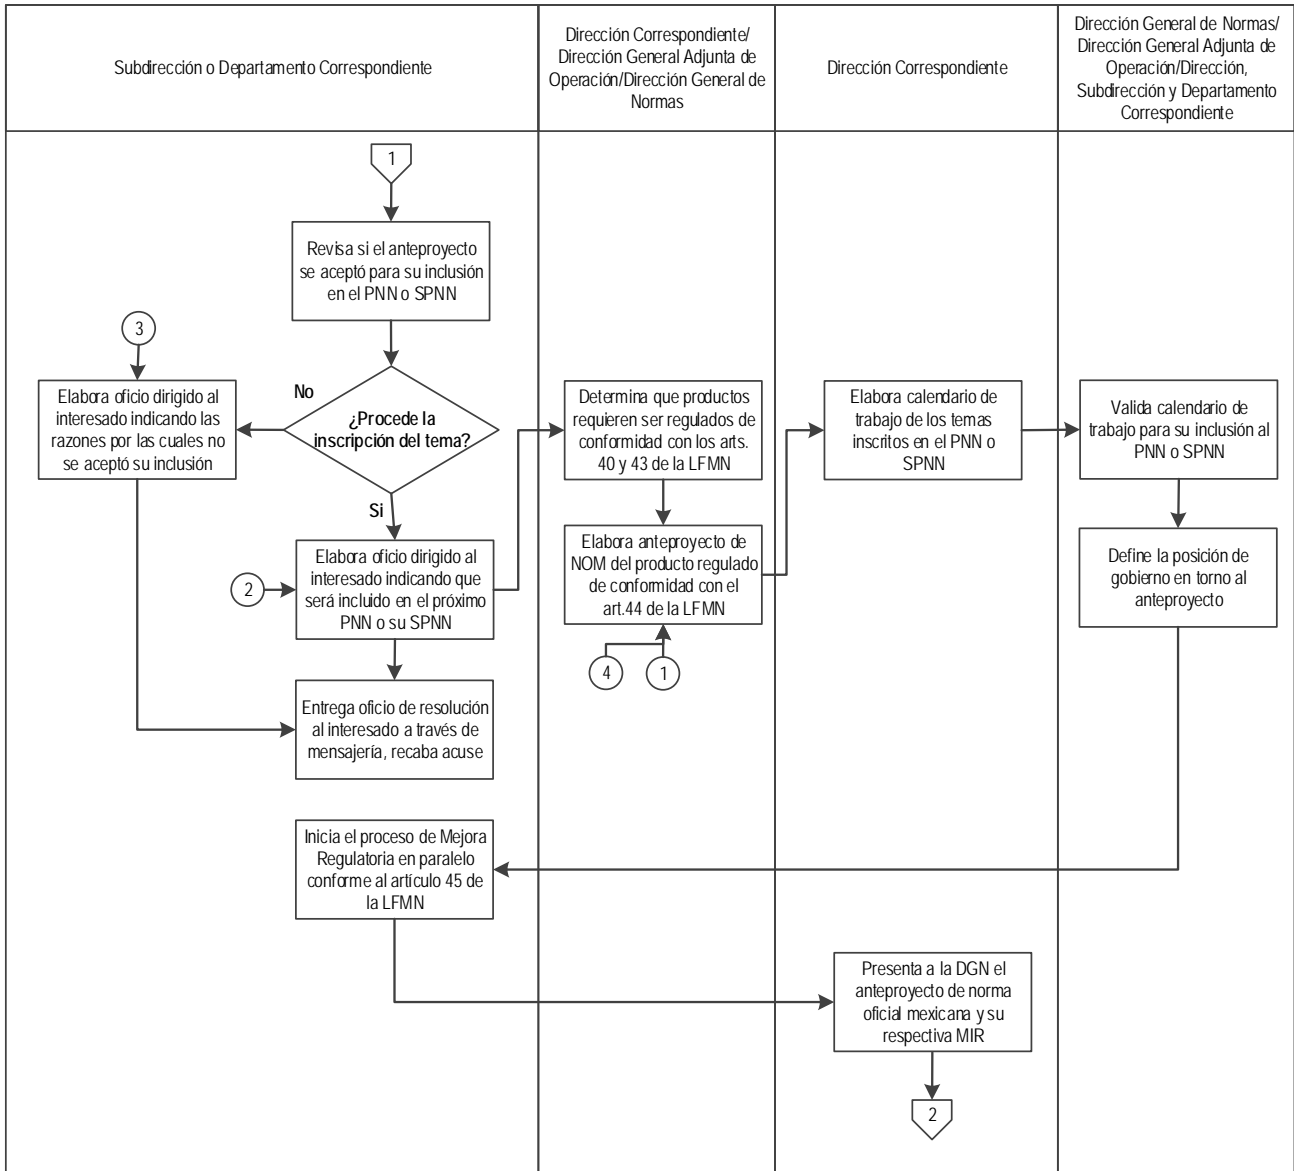 Subdirección o Departamento Correspondiente
Dirección Correspondiente/
Dirección General Adjunta de
Operación/Dirección General de
Normas
Dirección Correspondiente
Dirección General de Normas/
Dirección General Adjunta de
Operación/Dirección,
Subdirección y Departamento
Correspondiente
1
Revisa si el anteproyecto
se aceptó para su inclusión
en el PNN o SPNN
3
Elabora oficio dirigido al
interesado indicando las
razones por las cuales no
se aceptó su inclusión
No
¿Procede la
inscripción del tema?
Si
Determina que productos
requieren ser regulados de
conformidad con los arts.
40 y 43 de la LFMN
Elabora calendario de
trabajo de los temas
inscritos en el PNN o
SPNN
Valida calendario de
trabajo para su inclusión al
PNN o SPNN
2
Elabora oficio dirigido al
interesado indicando que
será incluido en el próximo
PNN o su SPNN
Elabora anteproyecto de
NOM del producto regulado
de conformidad con el
art.44 de la LFMN
Define la posición de
gobierno en torno al
anteproyecto
4
1
Entrega oficio de resolución
al interesado a través de
mensajería, recaba acuse
Inicia el proceso de Mejora
Regulatoria en paralelo
conforme al artículo 45 de
la LFMN
Presenta a la DGN el
anteproyecto de norma
oficial mexicana y su
respectiva MIR
2